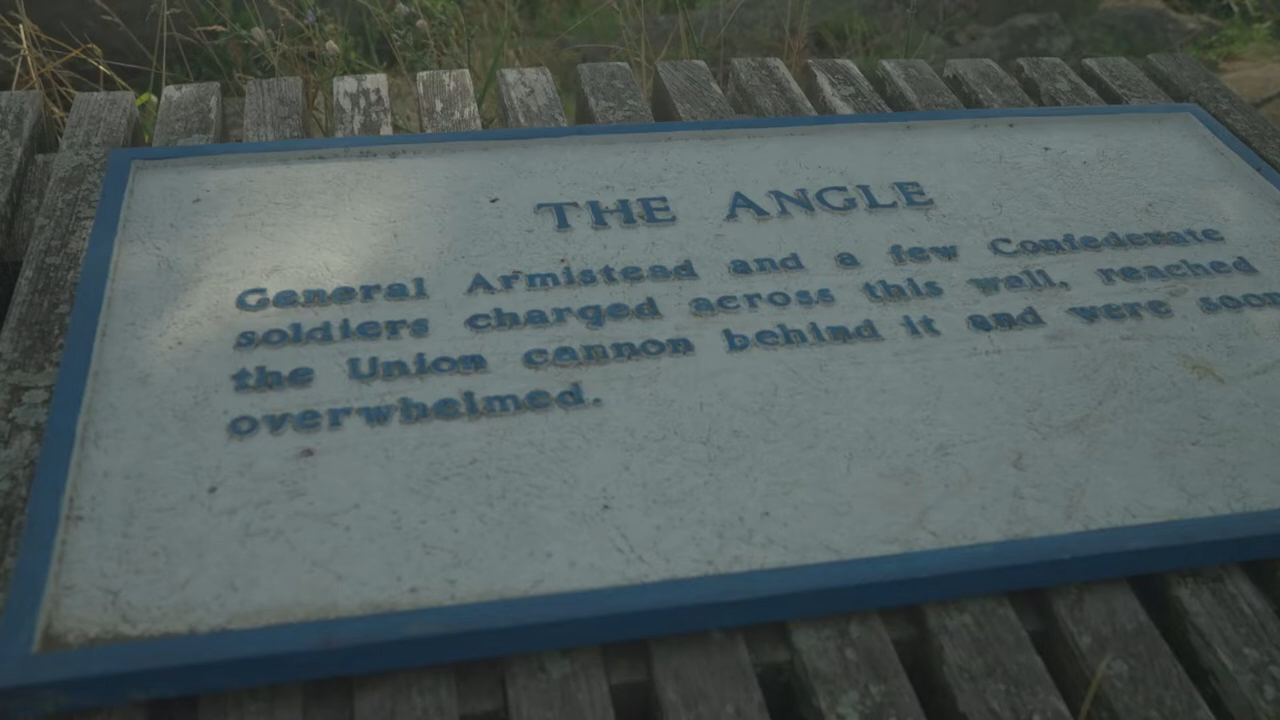 THE ANGLE
General Armistead and a few Confederate
soldiers charged across this wall, reached
the Union cannon behind it and were soon
overwhelmed.